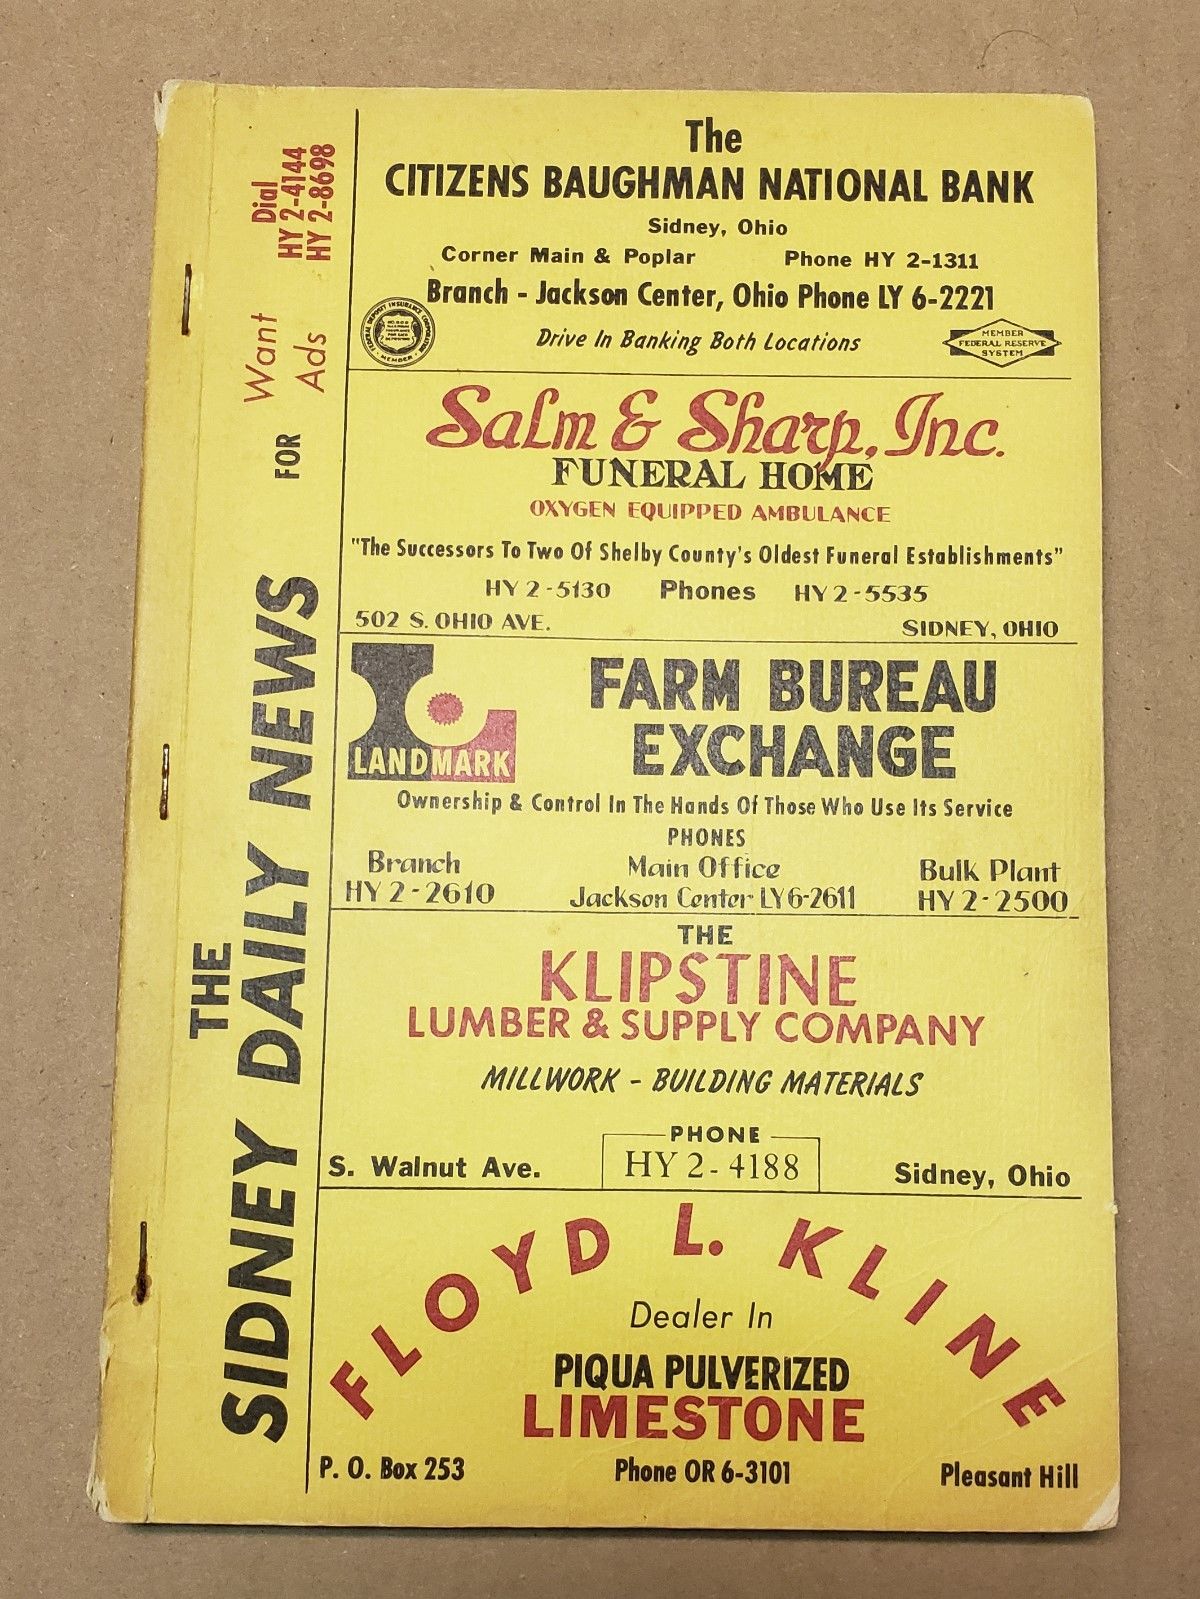 The
CITIZENS BAUGHMAN NATIONAL BANK
Sidney, Ohio
Corner Main & Poplar Phone HY 2-1311
Branch - Jackson Center, Ohio Phone LY 6-2221
FEDERAL DEPOSIT INSURANCE CORPORATION
MEMBER
Drive In Banking Both Locations
MEMBER
FEDERAL RESERVE
SYSTEM
Salm & Sharp, Inc.
FUNERAL HOME
OXYGEN EQUIPPED AMBULANCE
"The Successors To Two Of Shelby County's Oldest Funeral Establishments"
HY 2-5130 Phones HY 2-5535
502 S. OHIO AVE. SIDNEY, OHIO
L
LANDMARK
FARM BUREAU
EXCHANGE
Ownership & Control In The Hands Of Those Who Use Its Service
PHONES
Branch Main Office Bulk Plant
HY 2-2610 Jackson Center LY6-2611 HY 2-2500
THE
KLIPSTINE
LUMBER & SUPPLY COMPANY
MILLWORK - BUILDING MATERIALS
PHONE
S. Walnut Ave. HY 2-4188 Sidney, Ohio
FLOYD L. KLINE
Dealer In
PIQUA PULVERIZED
LIMESTONE
P. O. Box 253 Phone OR 6-3101 Pleasant Hill
THE
SIDNEY DAILY NEWS
FOR
Want
Ads
Dial
HY 2-4144
HY 2-8698